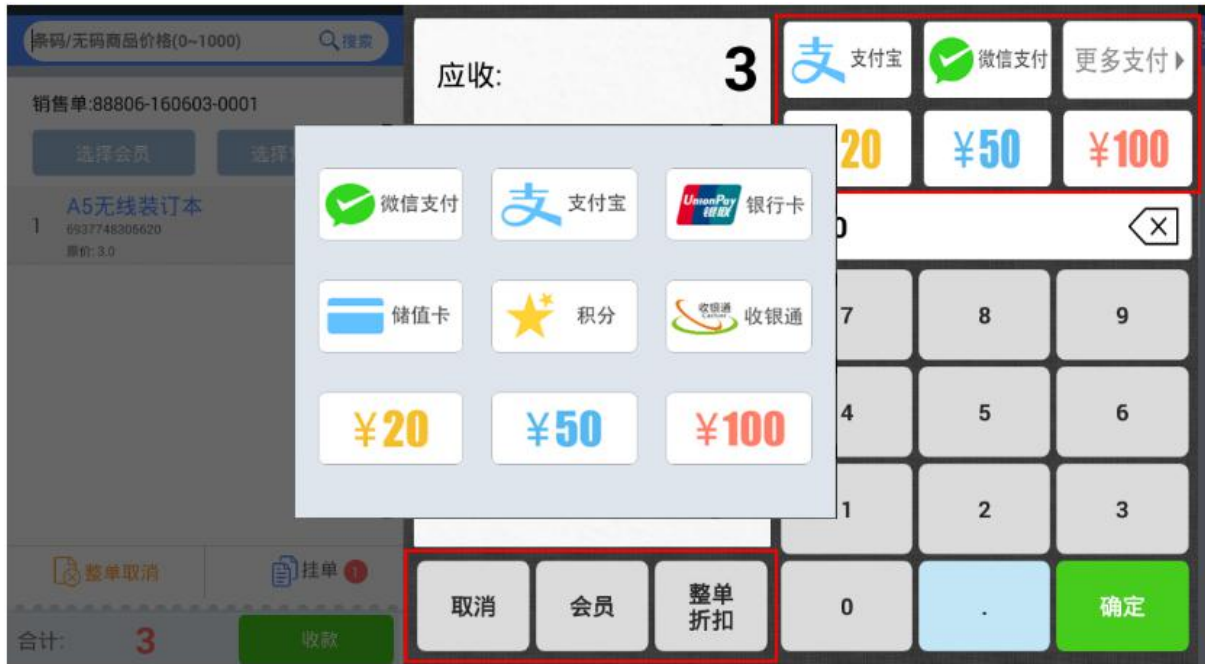 条码/无码商品价格(0~1000)
搜索
销售单:88806-160603-0001
选择会员
选择
1
A5无线装订本
6937748305620
原价: 3.0
整单取消
挂单
1
合计:
3
收款
应收:
3
支付宝
微信支付
更多支付
20
¥50
¥100
微信支付
支付宝
UnionPay
银联
银行卡
储值卡
积分
收银通
Cashier
收银通
¥20
¥50
¥100
7
8
9
4
5
6
1
2
3
取消
会员
整单
折扣
0
.
确定